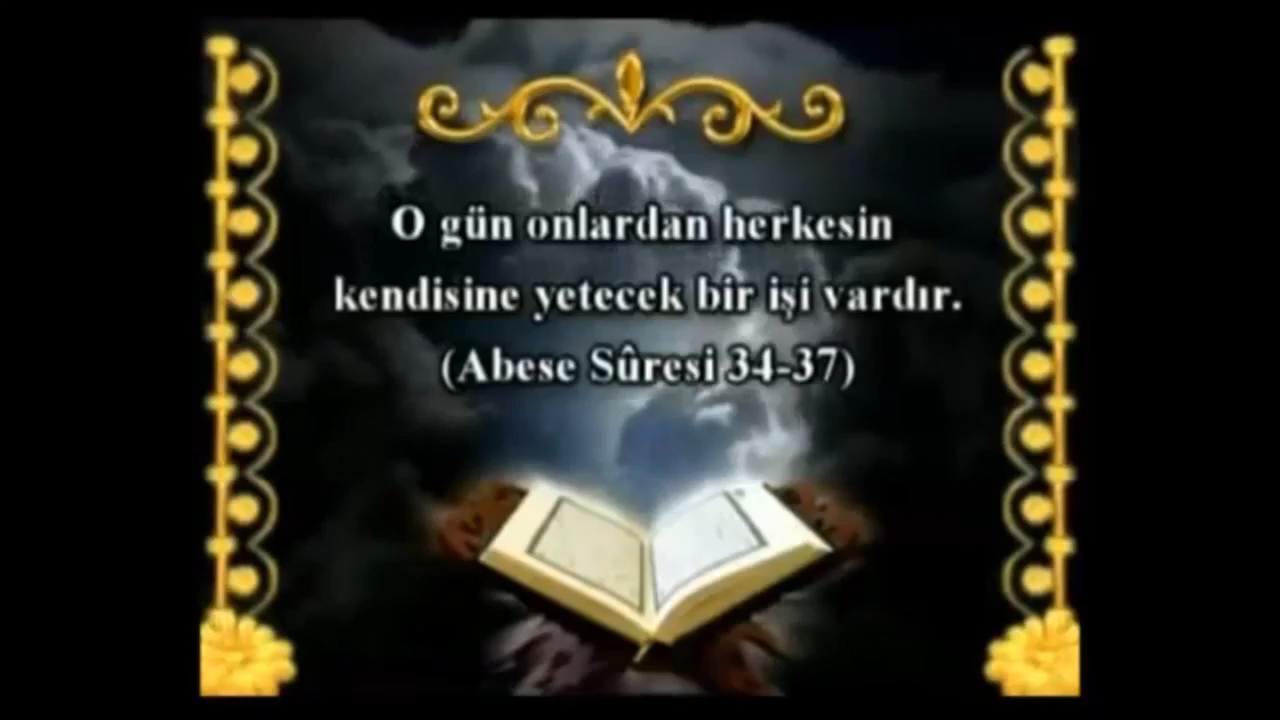 O gün onlardan herkesin
kendisine yetecek bir işi vardır.
(Abese Sûresi 34-37)